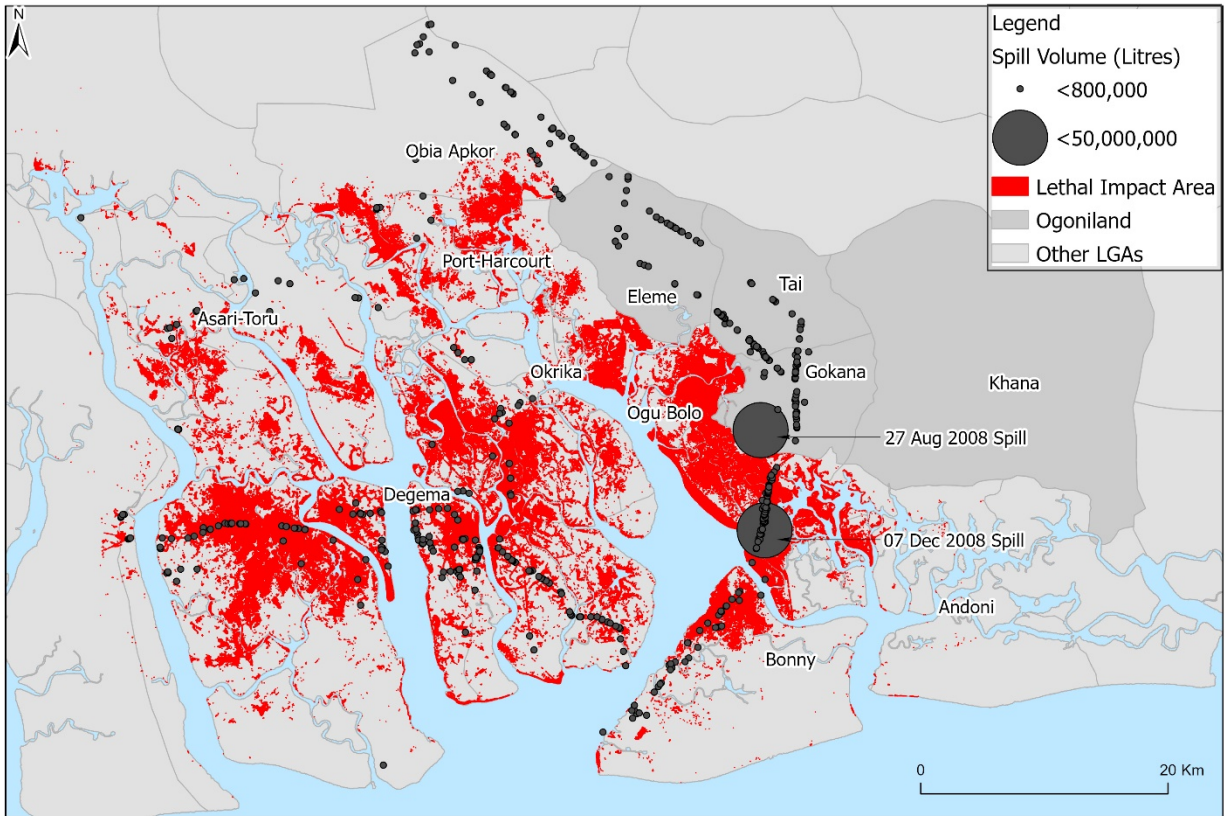 N
Legend
Spill Volume (Litres)
<800,000
<50,000,000
Lethal Impact Area
Ogoniland
Other LGAs
Obia Apkor
Port-Harcourt
Tai
Eleme
Asari-Toru
Okrika
Gokana
Khana
Ogu Bolo
27 Aug 2008 Spill
Degema
07 Dec 2008 Spill
Andoni
Bonny
0 20 Km